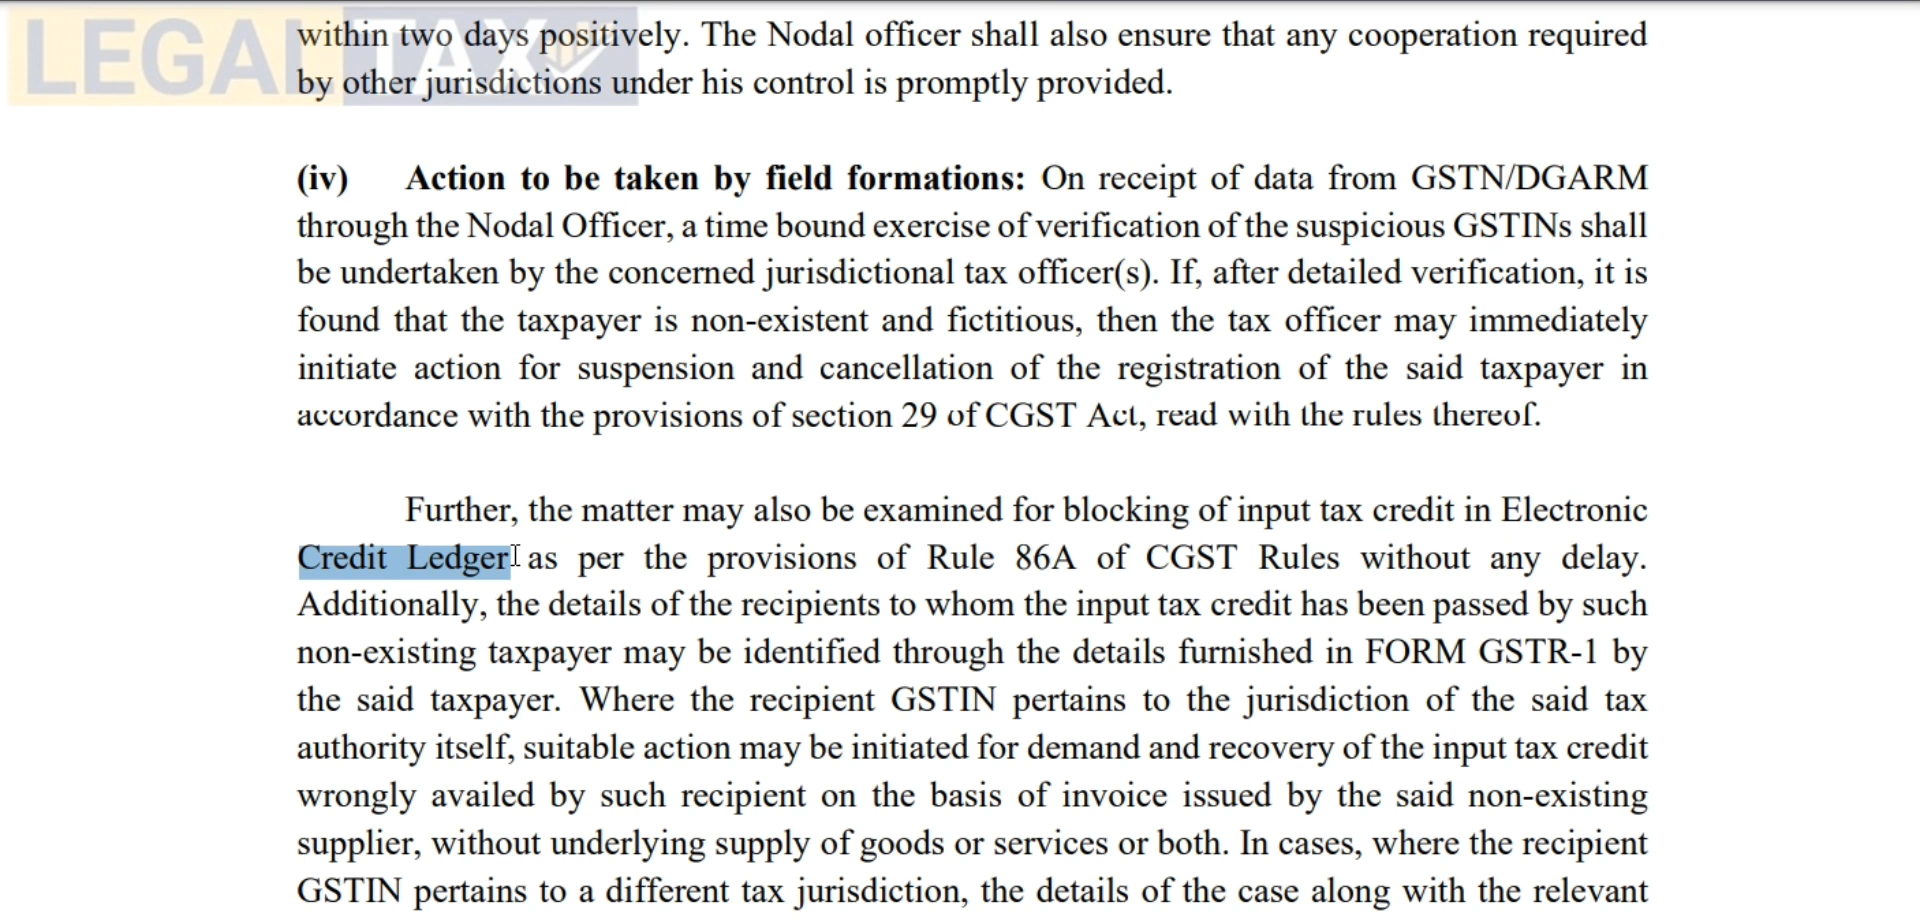 LEGAL TAX
within two days positively. The Nodal officer shall also ensure that any cooperation required
by other jurisdictions under his control is promptly provided.
(iv) Action to be taken by field formations: On receipt of data from GSTN/DGARM
through the Nodal Officer, a time bound exercise of verification of the suspicious GSTINs shall
be undertaken by the concerned jurisdictional tax officer(s). If, after detailed verification, it is
found that the taxpayer is non-existent and fictitious, then the tax officer may immediately
initiate action for suspension and cancellation of the registration of the said taxpayer in
accordance with the provisions of section 29 of CGST Act, read with the rules thereof.
Further, the matter may also be examined for blocking of input tax credit in Electronic
Credit Ledger as per the provisions of Rule 86A of CGST Rules without any delay.
Additionally, the details of the recipients to whom the input tax credit has been passed by such
non-existing taxpayer may be identified through the details furnished in FORM GSTR-1 by
the said taxpayer. Where the recipient GSTIN pertains to the jurisdiction of the said tax
authority itself, suitable action may be initiated for demand and recovery of the input tax credit
wrongly availed by such recipient on the basis of invoice issued by the said non-existing
supplier, without underlying supply of goods or services or both. In cases, where the recipient
GSTIN pertains to a different tax jurisdiction, the details of the case along with the relevant